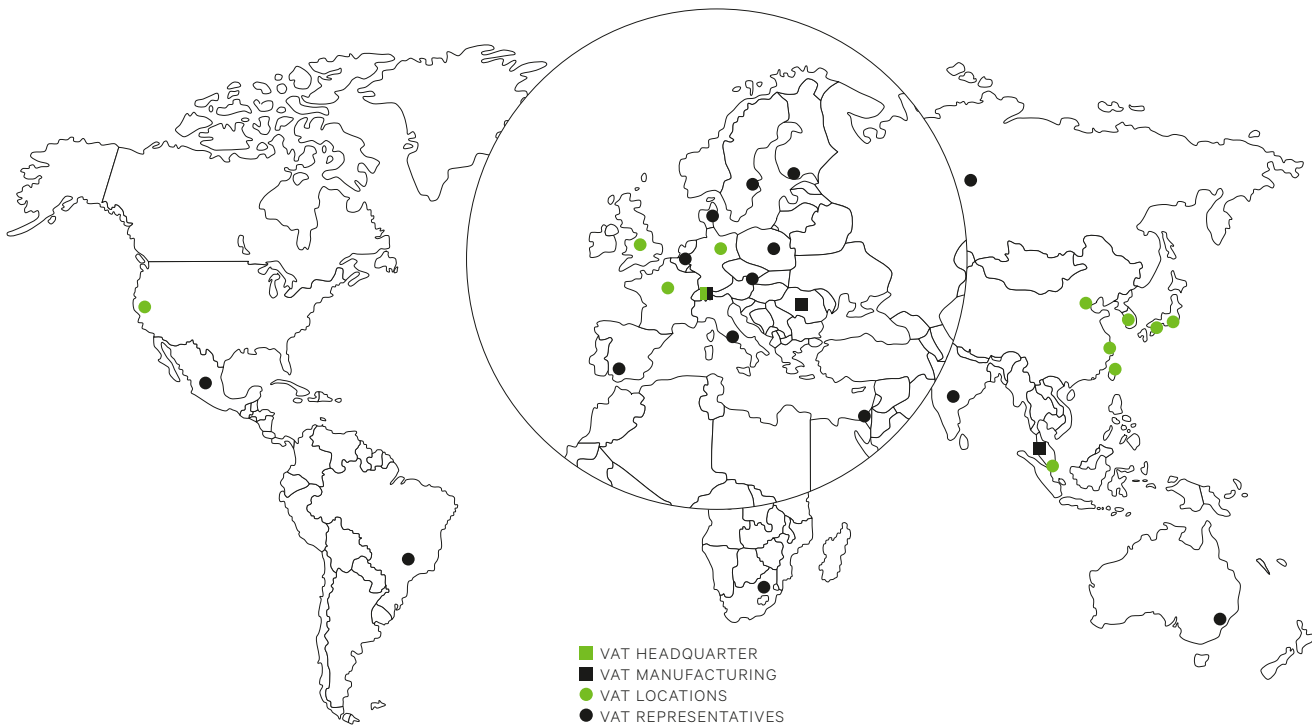 VAT HEADQUARTER
VAT MANUFACTURING
VAT LOCATIONS
VAT REPRESENTATIVES